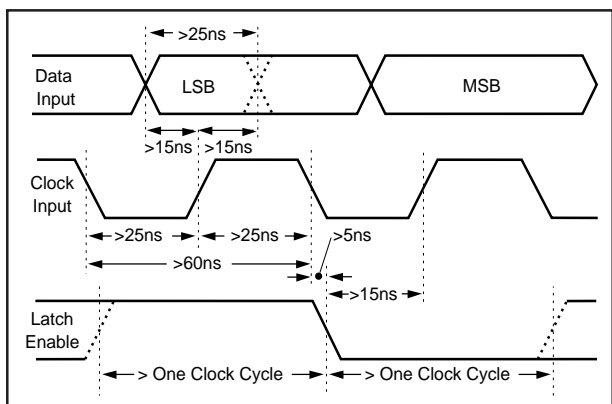 >25ns
Data
Input
LSB
MSB
>15ns >15ns
Clock
Input
>25ns >25ns >5ns
>60ns
>15ns
Latch
Enable
> One Clock Cycle > One Clock Cycle